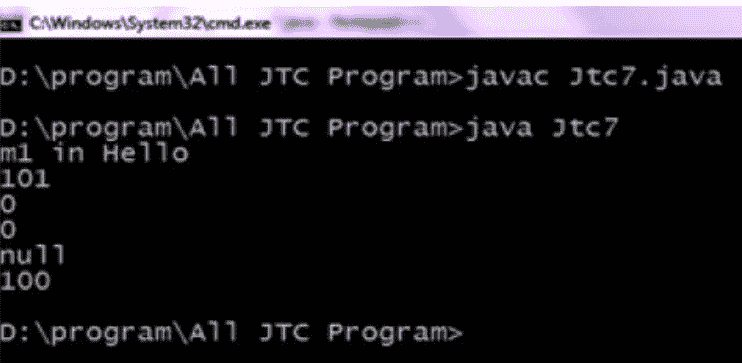 C:\Windows\System32\cmd.exe
D:\program\All JTC Program>javac Jtc7.java
D:\program\All JTC Program>java Jtc7
m1 in Hello
101
0
0
null
100
D:\program\All JTC Program>